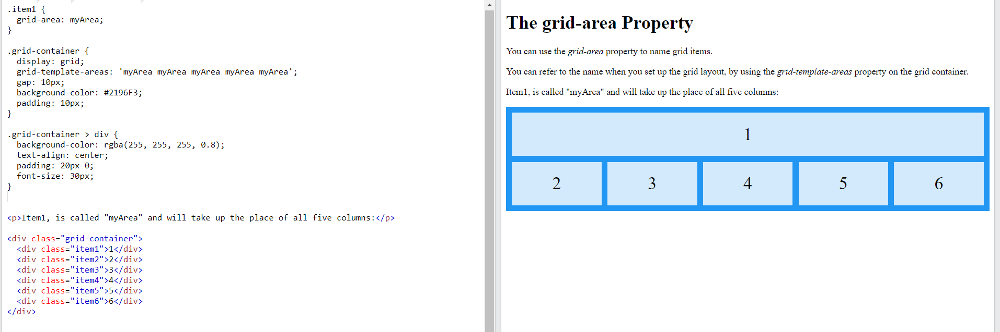 .item1 {
  grid-area: myArea;
}
.grid-container {
  display: grid;
  grid-template-areas: 'myArea myArea myArea myArea myArea';
  gap: 10px;
  background-color: #2196F3;
  padding: 10px;
}
.grid-container > div {
  background-color: rgba(255, 255, 255, 0.8);
  text-align: center;
  padding: 20px 0;
  font-size: 30px;
}
<p>Item1, is called "myArea" and will take up the place of all five columns:</p>
<div class="grid-container">
  <div class="item1">1</div>
  <div class="item2">2</div>
  <div class="item3">3</div>
  <div class="item4">4</div>
  <div class="item5">5</div>
  <div class="item6">6</div>
</div>
The grid-area Property
You can use the grid-area property to name grid items.
You can refer to the name when you set up the grid layout, by using the grid-template-areas property on the grid container.
Item1, is called "myArea" and will take up the place of all five columns:
1
2 3 4 5 6